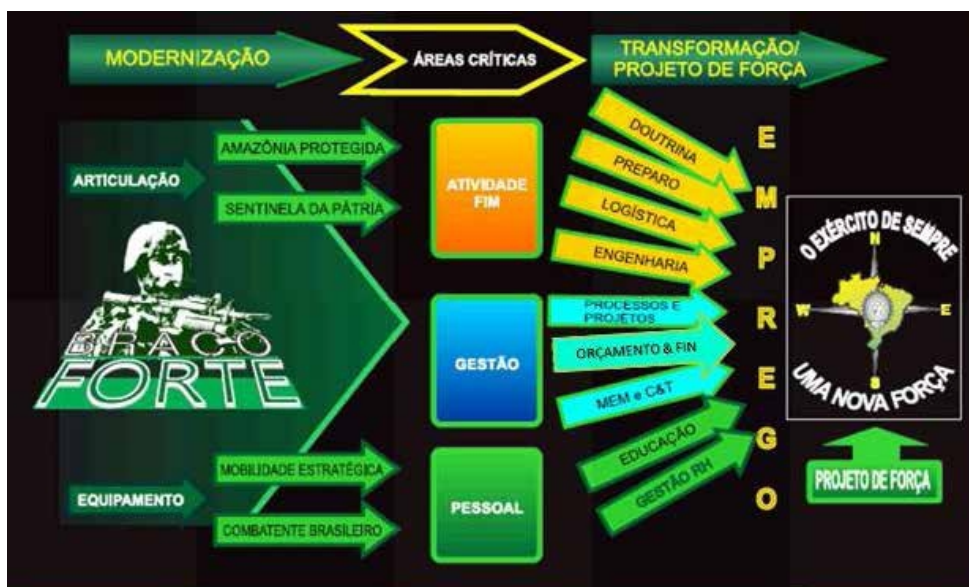 MODERNIZAÇÃO
ÁREAS CRÍTICAS
TRANSFORMAÇÃO/
PROJETO DE FORÇA
ARTICULAÇÃO
AMAZÔNIA PROTEGIDA
SENTINELA DA PÁTRIA
BRAÇO
FORTE
EQUIPAMENTO
MOBILIDADE ESTRATÉGICA
COMBATENTE BRASILEIRO
ATIVIDADE
FIM
GESTÃO
PESSOAL
DOUTRINA
PREPARO
LOGÍSTICA
ENGENHARIA
PROCESSOS E
PROJETOS
ORÇAMENTO & FIN
MEM e C&T
EDUCAÇÃO
GESTÃO RH
E
M
P
R
E
G
O
O EXÉRCITO DE SEMPRE
N
W
E
S
UMA NOVA FORÇA
PROJETO DE FORÇA